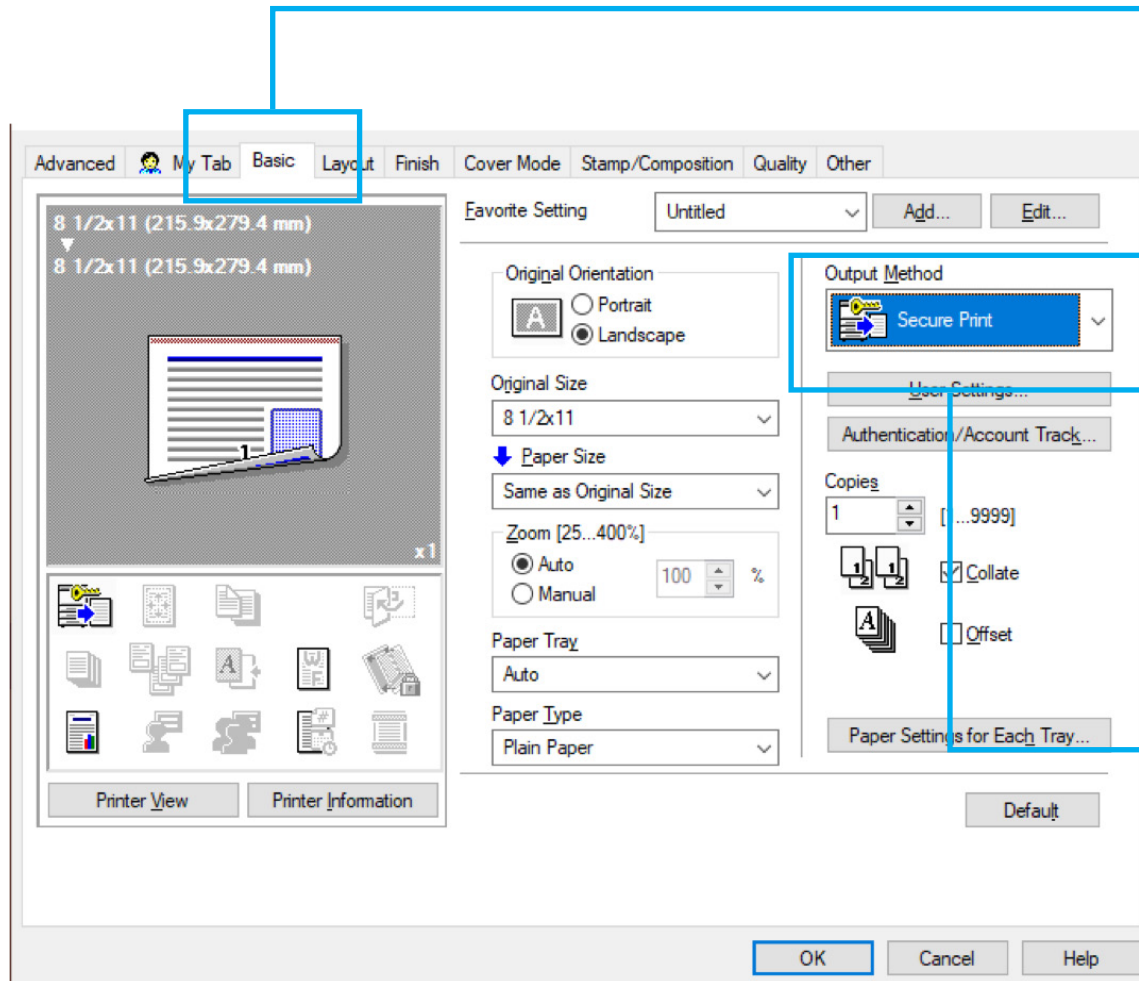 Advanced My Tab Basic Layout Finish Cover Mode Stamp/Composition Quality Other
8 1/2x11 (215.9x279.4 mm)
8 1/2x11 (215.9x279.4 mm)
1
x1
Printer View Printer Information
Favorite Setting Untitled Add... Edit...
Original Orientation
A
Portrait
Landscape
Original Size
8 1/2x11
Paper Size
Same as Original Size
Zoom [25...400%]
Auto
Manual
100 %
Paper Tray
Auto
Paper Type
Plain Paper
Output Method
Secure Print
User Settings...
Authentication/Account Track...
Copies
1 [1...9999]
Collate
Offset
Paper Settings for Each Tray...
Default
OK Cancel Help